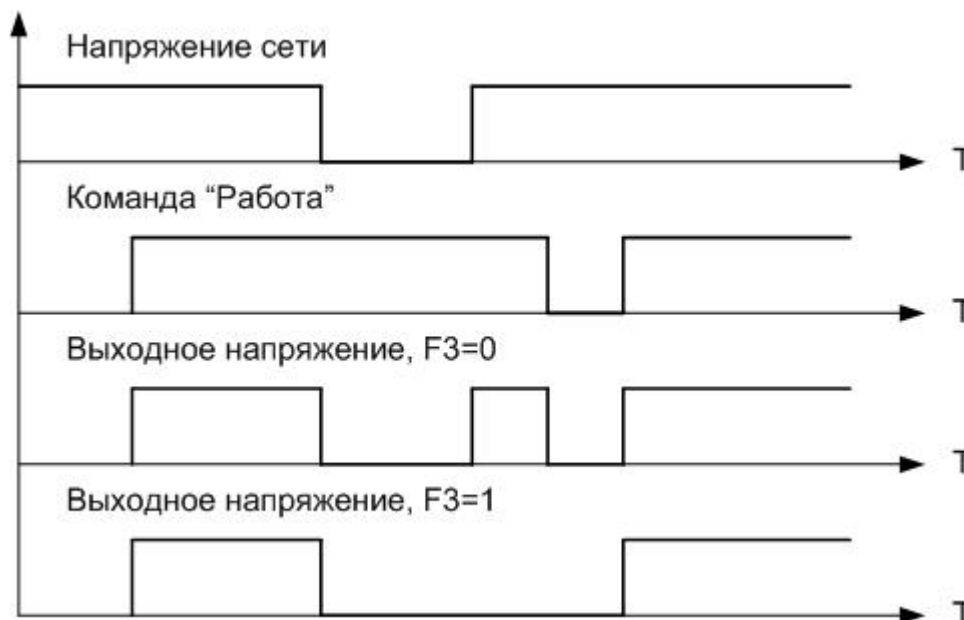 Напряжение сети
T
Команда “Работа”
T
Выходное напряжение, F3=0
T
Выходное напряжение, F3=1
T